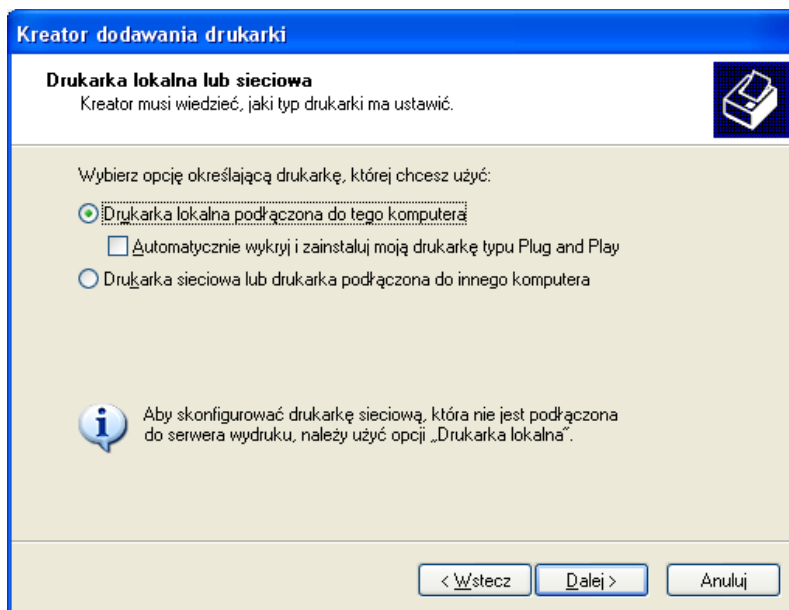 Kreator dodawania drukarki
Drukarka lokalna lub sieciowa
Kreator musi wiedzieć, jaki typ drukarki ma ustawić.
Wybierz opcję określającą drukarkę, której chcesz użyć:
Drukarka lokalna podłączona do tego komputera
Automatycznie wykryj i zainstaluj moją drukarkę typu Plug and Play
Drukarka sieciowa lub drukarka podłączona do innego komputera
Aby skonfigurować drukarkę sieciową, która nie jest podłączona
do serwera wydruku, należy użyć opcji „Drukarka lokalna”.
< Wstecz Dalej > Anuluj